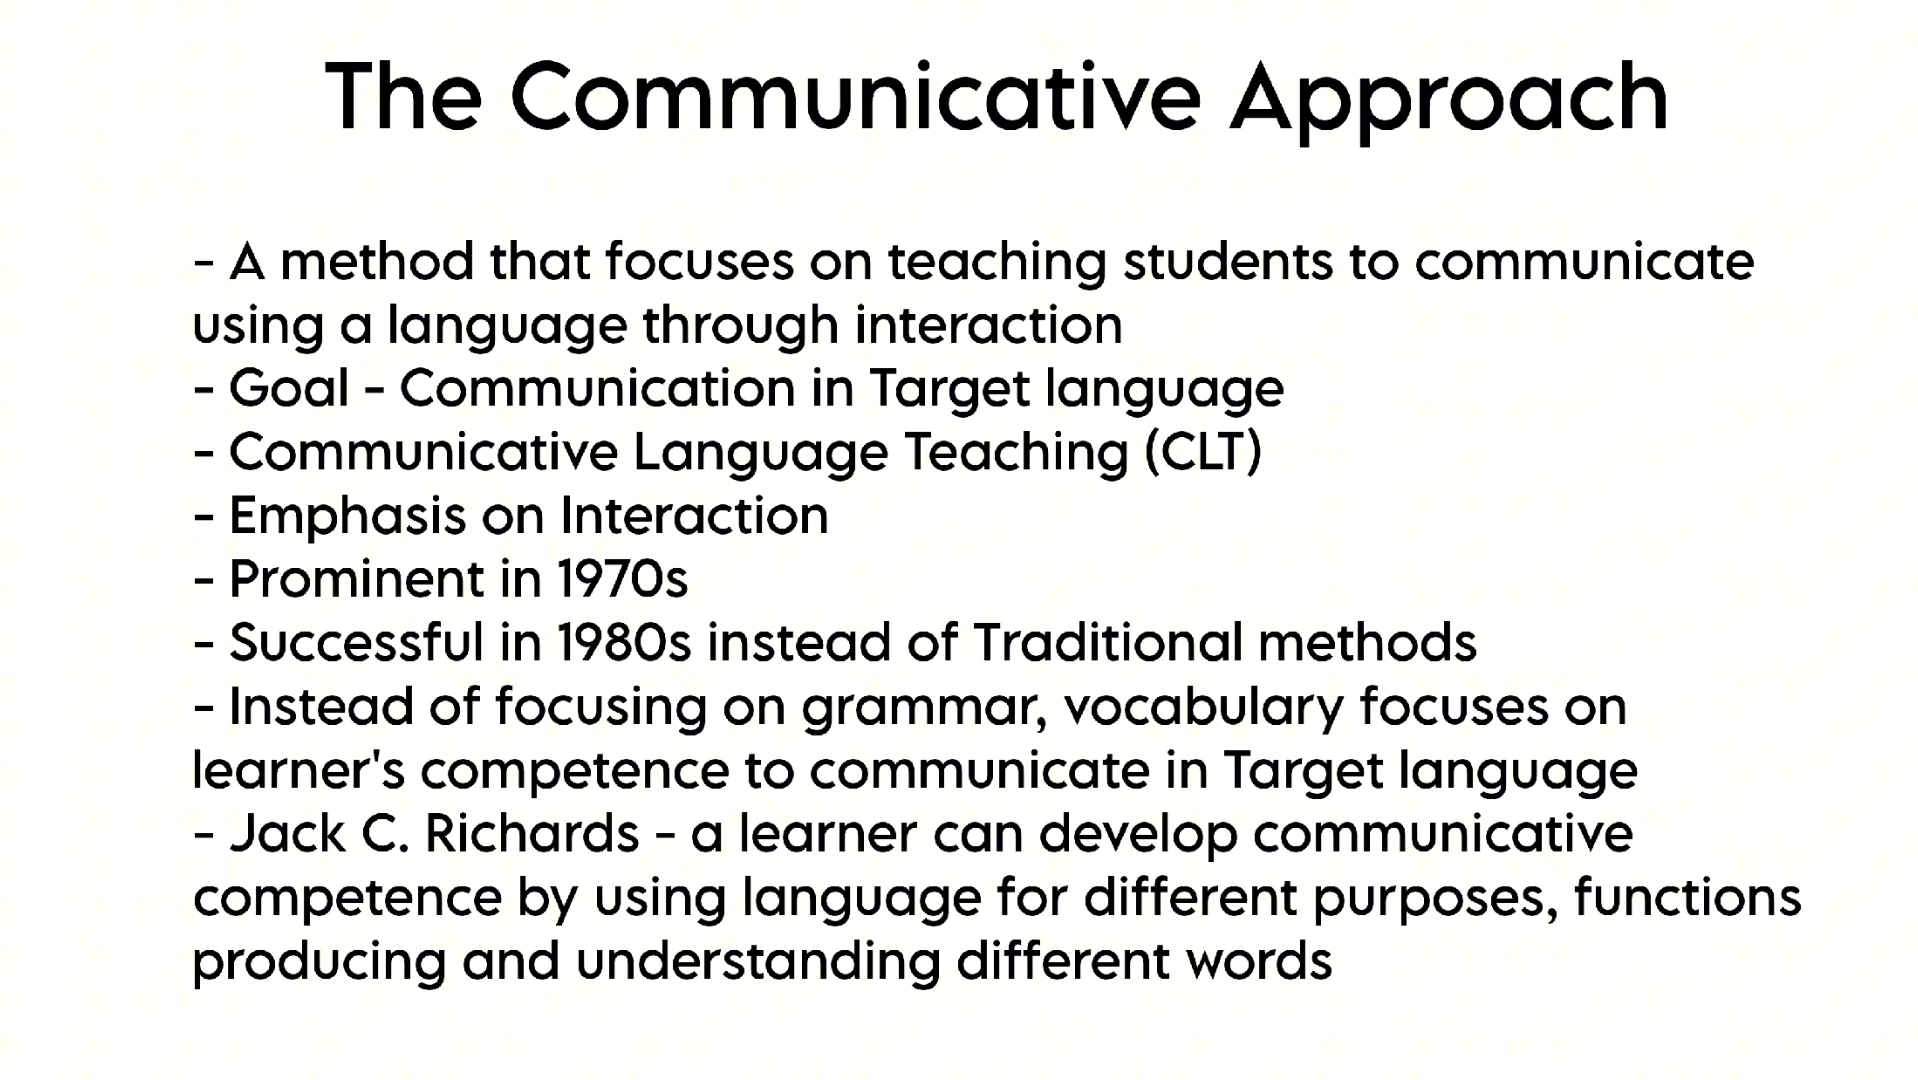 The Communicative Approach
- A method that focuses on teaching students to communicate
using a language through interaction
- Goal - Communication in Target language
- Communicative Language Teaching (CLT)
- Emphasis on Interaction
- Prominent in 1970s
- Successful in 1980s instead of Traditional methods
- Instead of focusing on grammar, vocabulary focuses on
learner's competence to communicate in Target language
- Jack C. Richards - a learner can develop communicative
competence by using language for different purposes, functions
producing and understanding different words